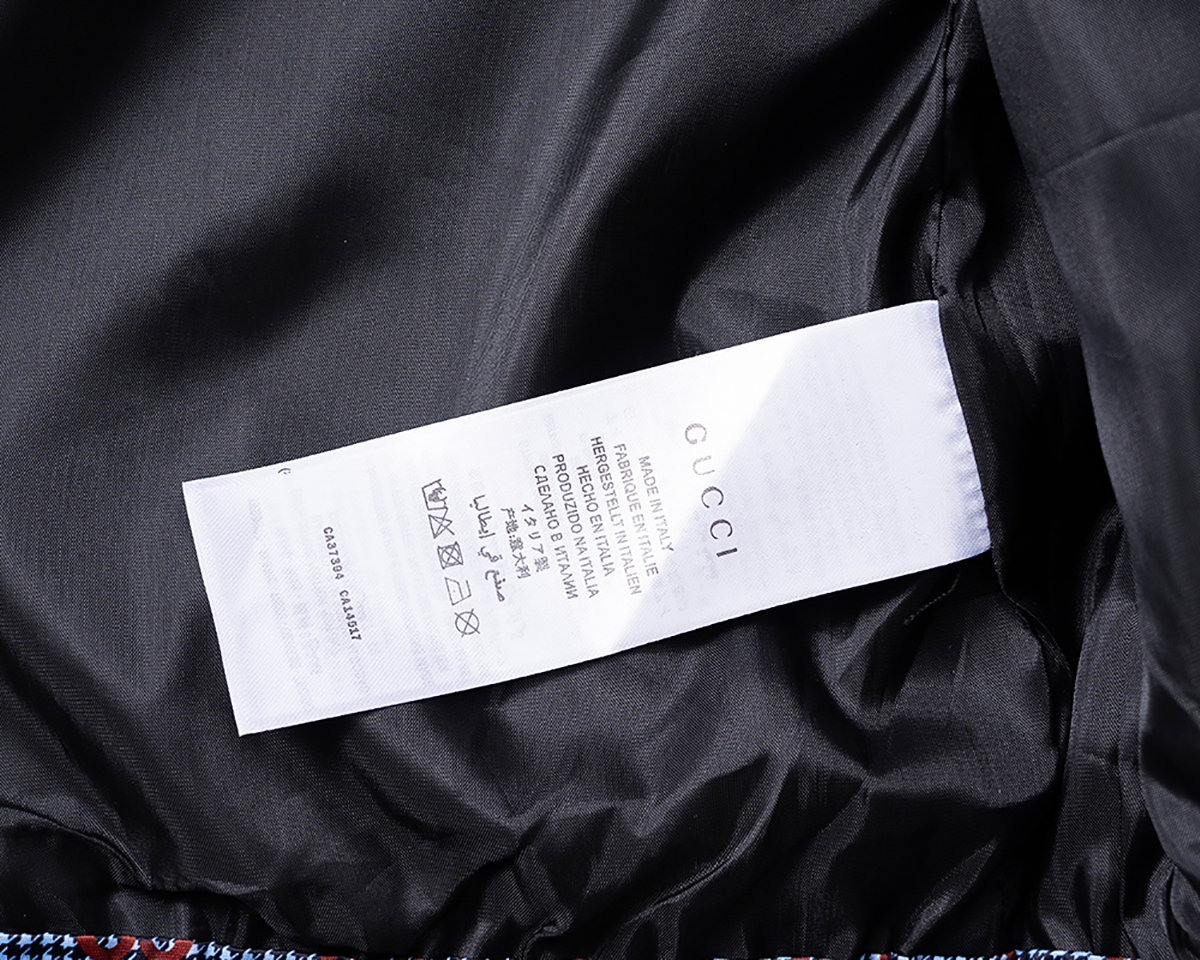 GUCCI
MADE IN ITALY
FABRIQUE EN ITALIE
HERGESTELLT IN ITALIEN
HECHO EN ITALIA
PRODUZIDO NA ITALIA
СДЕЛАНО В ИТАЛИИ
イタリア製
产地:意大利
صنع في إيطاليا
CA37394 CA14517